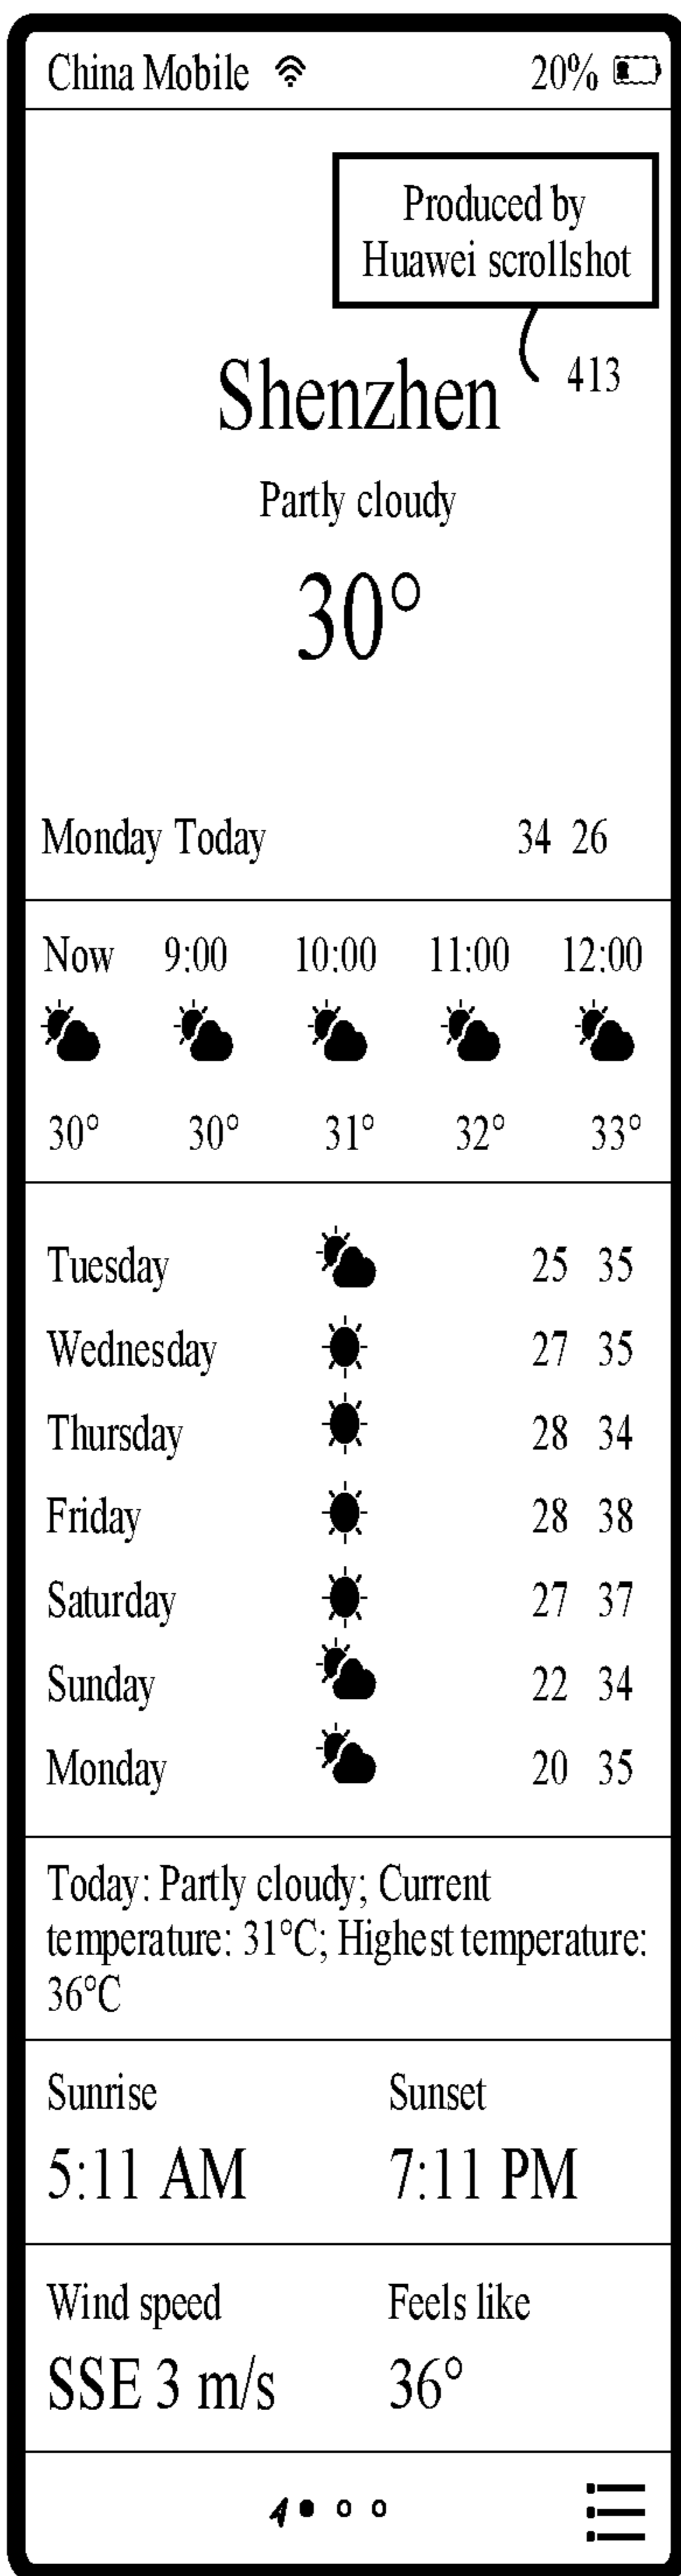 China Mobile 20%
Produced by
Huawei scrollshot
413
Shenzhen
Partly cloudy
30°
Monday Today 34 26
Now 9:00 10:00 11:00 12:00
30° 30° 31° 32° 33°
Tuesday 25 35
Wednesday 27 35
Thursday 28 34
Friday 28 38
Saturday 27 37
Sunday 22 34
Monday 20 35
Today: Partly cloudy; Current
temperature: 31°C; Highest temperature:
36°C
Sunrise Sunset
5:11 AM 7:11 PM
Wind speed Feels like
SSE 3 m/s 36°